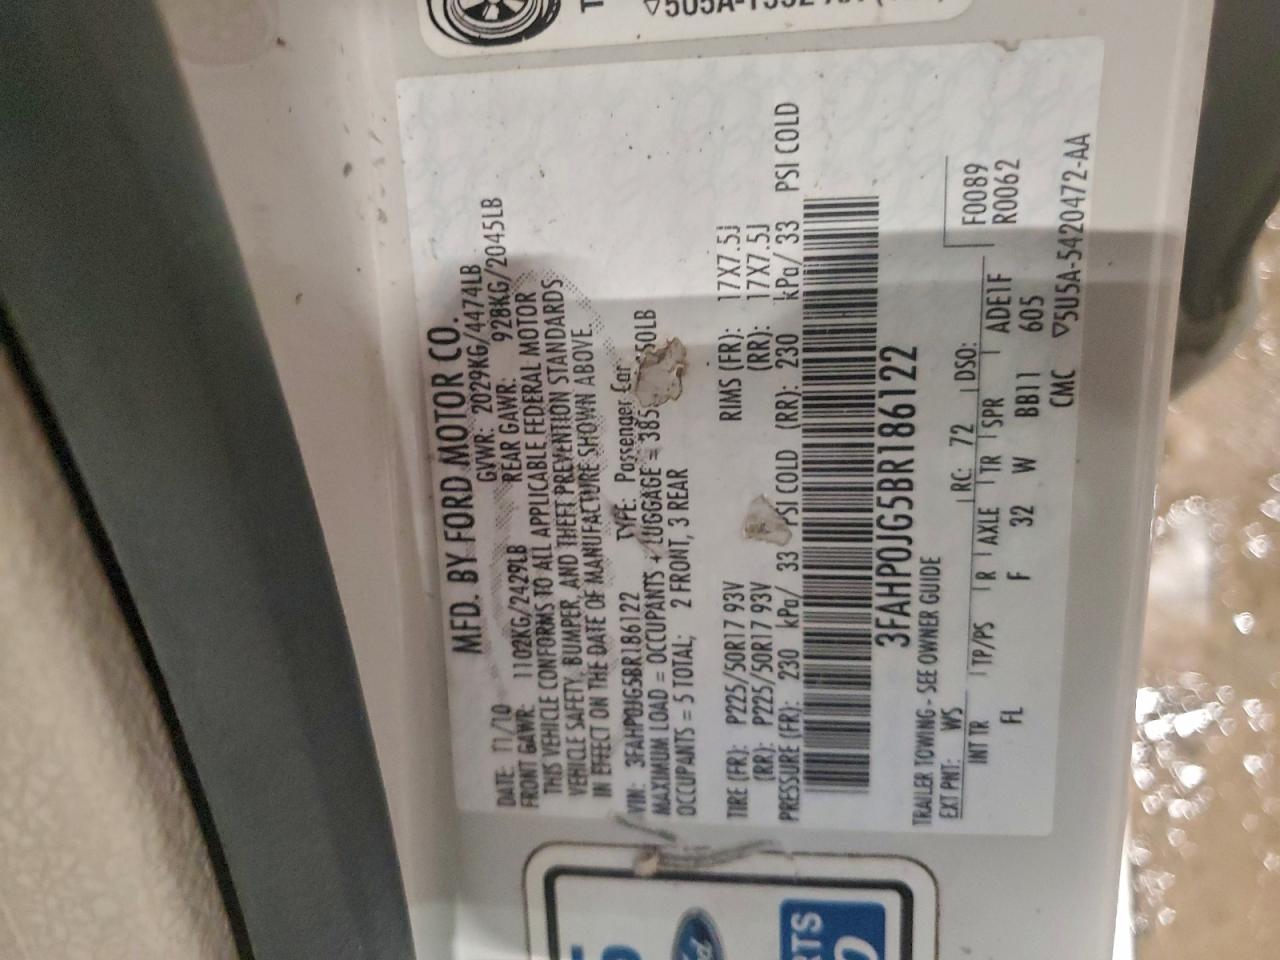 MFD. BY FORD MOTOR CO.
DATE: 11/10 GVWR: 2029KG/4474LB
FRONT GAWR: 1102KG/2429LB REAR GAWR: 928KG/2045LB
THIS VEHICLE CONFORMS TO ALL APPLICABLE FEDERAL MOTOR
VEHICLE SAFETY, BUMPER, AND THEFT PREVENTION STANDARDS
IN EFFECT ON THE DATE OF MANUFACTURE SHOWN ABOVE.
VIN: 3FAHP0JG5BR186122 TYPE: Passenger Car
MAXIMUM LOAD = OCCUPANTS + LUGGAGE = 385 50LB
OCCUPANTS = 5 TOTAL; 2 FRONT, 3 REAR
TIRE (FR): P225/50R17 93V RIMS (FR): 17X7.5J
(RR): P225/50R17 93V (RR): 17X7.5J
PRESSURE (FR): 230 kPa/ 33 PSI COLD (RR): 230 kPa/ 33 PSI COLD
3FAHP0JG5BR186122
TRAILER TOWING - SEE OWNER GUIDE
EXT PNT: WS RC: 72 DSO: F0089
R0062
INT TR TP/PS R AXLE TR SPR ADE1F
FL F 32 W BB11 605
CMC ▽5U5A-5420472-AA
Ford